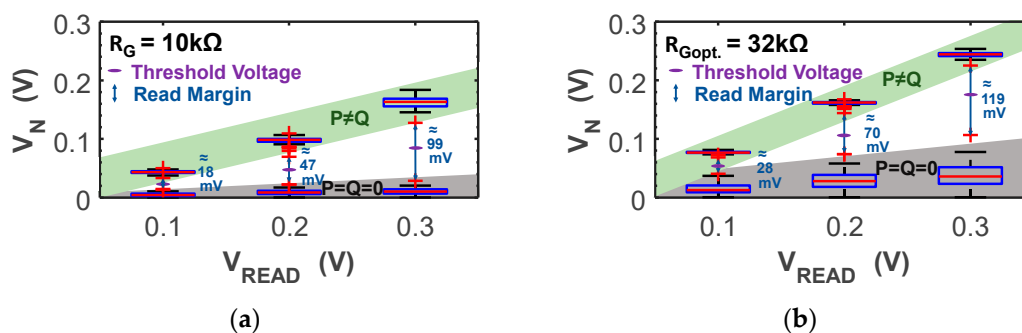 0.3
R_G = 10kΩ
Threshold Voltage
Read Margin
P≠Q
≈
18
mV
≈
47
mV
≈
99
mV
P=Q=0
0.2
0.1
0
V_N (V)
0.1 0.2 0.3
V_READ (V)
(a)
0.3
R_Gopt. = 32kΩ
Threshold Voltage
Read Margin
P≠Q
≈
28
mV
≈
70
mV
≈
119
mV
P=Q=0
0.2
0.1
0
V_N (V)
0.1 0.2 0.3
V_READ (V)
(b)